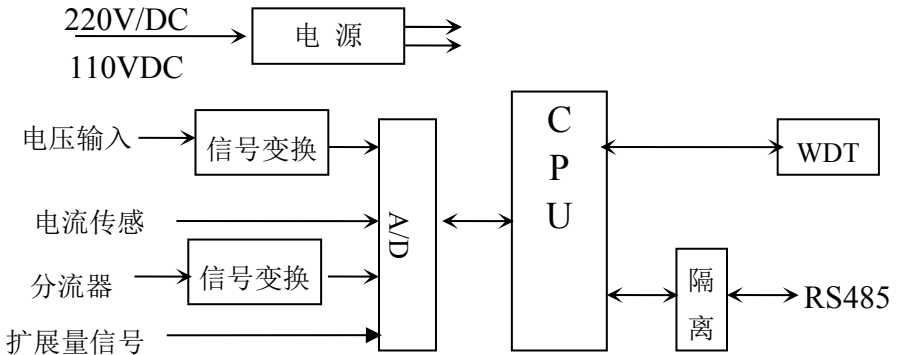 220V/DC
电 源
110VDC
电压输入
信号变换
电流传感
分流器
信号变换
扩展量信号
A/D
C
P
U
WDT
隔
离
RS485